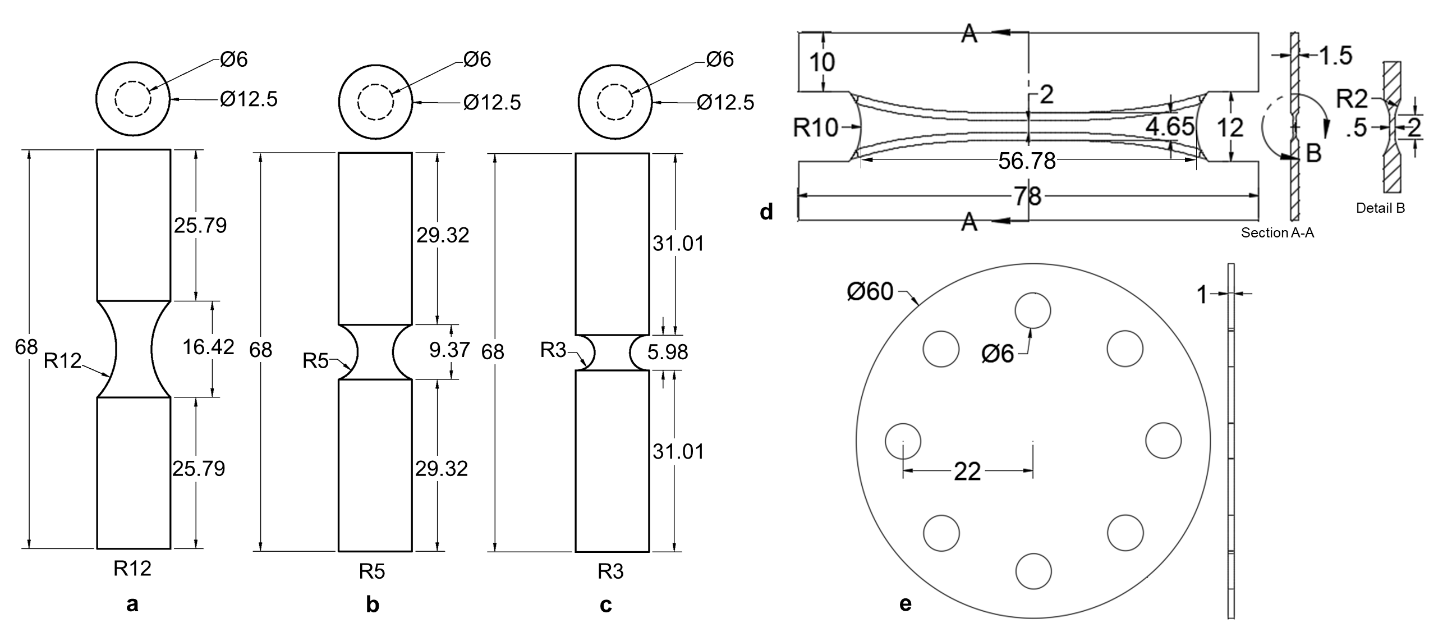 Ø6
Ø12.5
68
25.79
16.42
R12
25.79
R12
a
Ø6
Ø12.5
68
29.32
R5
9.37
29.32
R5
b
Ø6
Ø12.5
68
31.01
R3
5.98
31.01
R3
c
A
10
2
R10
4.65
12
56.78
78
A
d
1.5
B
Section A-A
R2
.5
2
Detail B
Ø60
Ø6
22
1
e